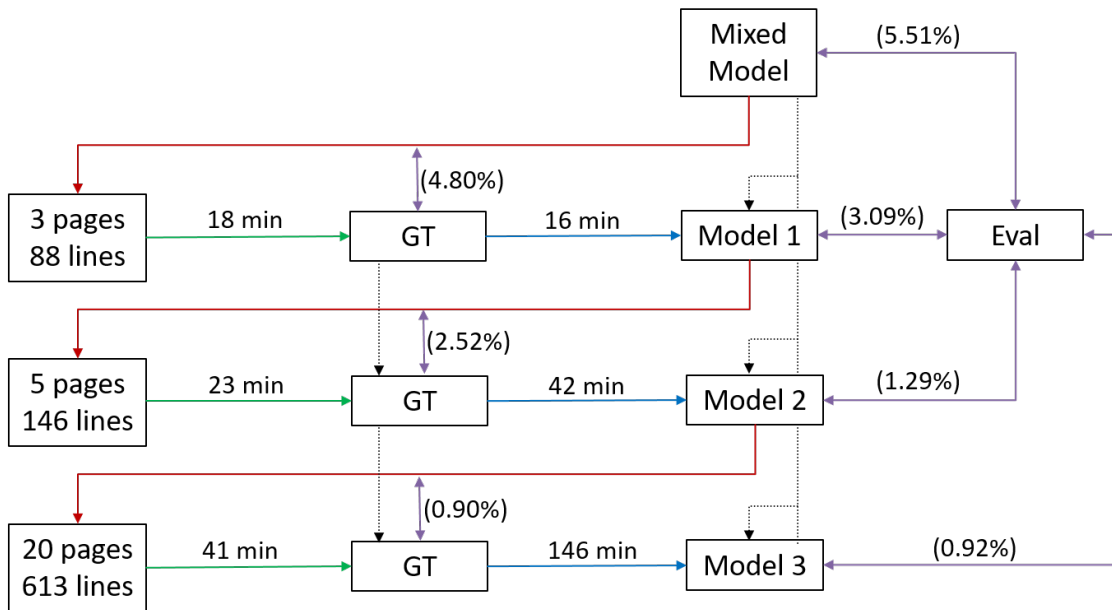 Mixed
Model
(5.51%)
(4.80%)
3 pages
88 lines
18 min
GT
16 min
Model 1
(3.09%)
Eval
(2.52%)
5 pages
146 lines
23 min
GT
42 min
Model 2
(1.29%)
(0.90%)
20 pages
613 lines
41 min
GT
146 min
Model 3
(0.92%)